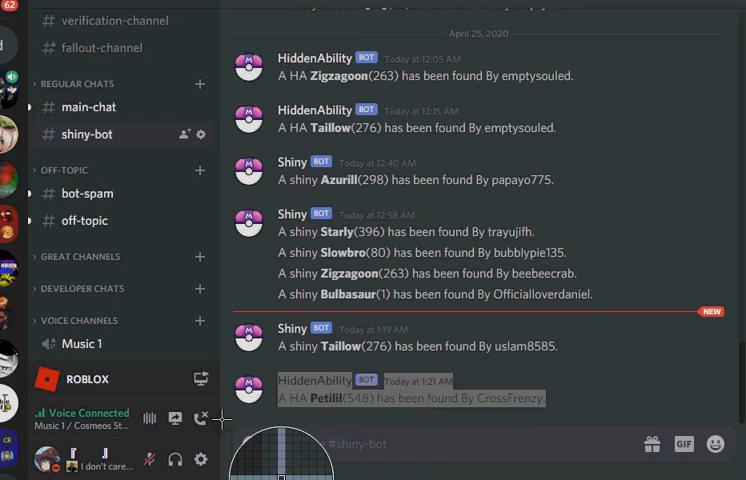 62
verification-channel
fallout-channel
REGULAR CHATS
main-chat
shiny-bot
OFF-TOPIC
bot-spam
off-topic
GREAT CHANNELS
DEVELOPER CHATS
VOICE CHANNELS
Music 1
ROBLOX
Voice Connected
Music 1 / Cosmeos St...
I don't care...
CR
April 25, 2020
HiddenAbility BOT Today at 12:05 AM
A HA Zigzagoon(263) has been found By emptysouled.
HiddenAbility BOT Today at 12:15 AM
A HA Taillow(276) has been found By emptysouled.
Shiny BOT Today at 12:40 AM
A shiny Azurill(298) has been found By papayo775.
Shiny BOT Today at 12:58 AM
A shiny Starly(396) has been found By trayujifh.
A shiny Slowbro(80) has been found By bubblypie135.
A shiny Zigzagoon(263) has been found By beebeecrab.
A shiny Bulbasaur(1) has been found By Officialloverdaniel.
NEW
Shiny BOT Today at 1:19 AM
A shiny Taillow(276) has been found By uslam8585.
HiddenAbility BOT Today at 1:21 AM
A HA Petilil(548) has been found By CrossFrenzy.
#shiny-bot
GIF